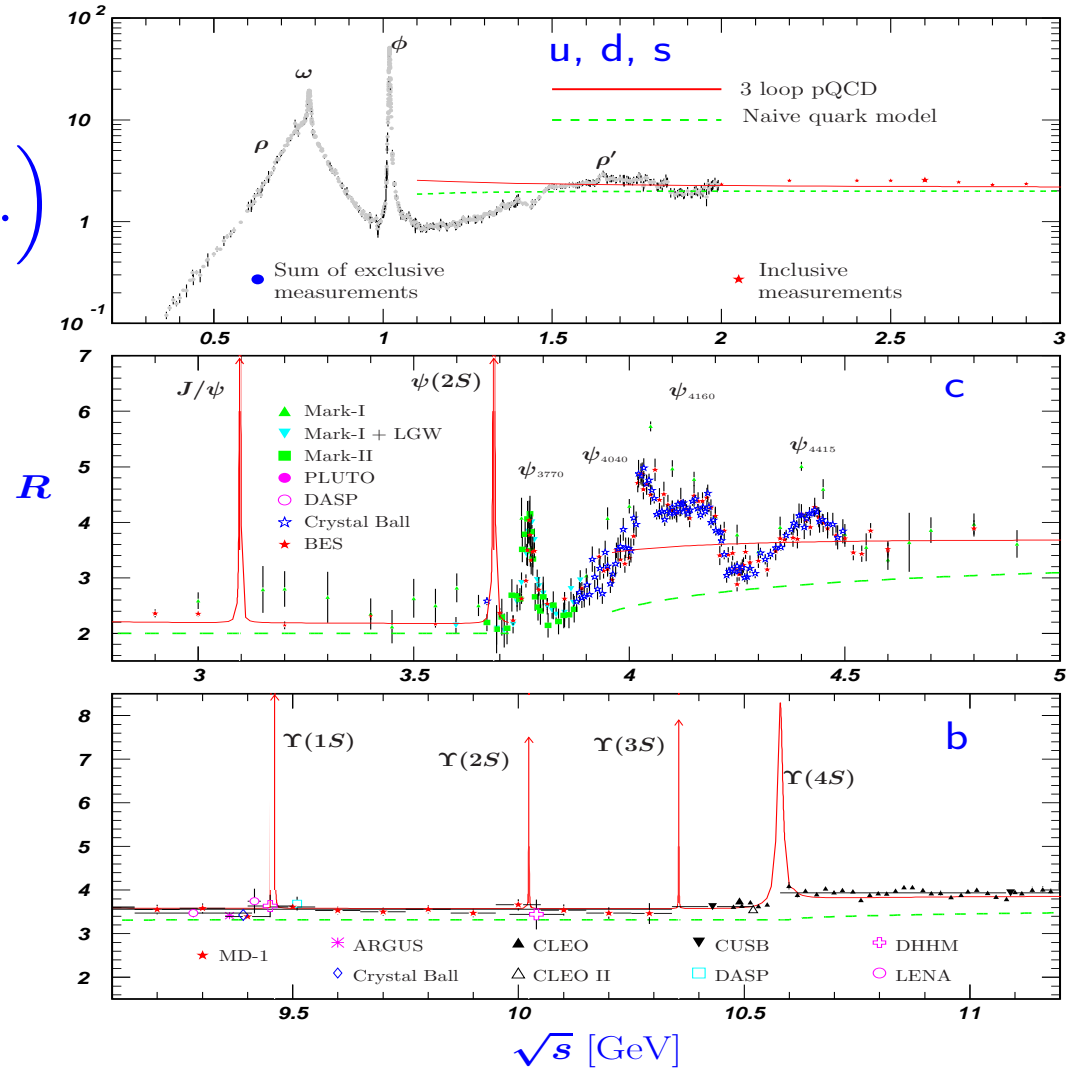 10^2
u, d, s
ϕ
ω
3 loop pQCD
10
Naive quark model
ρ
ρ′
1
Sum of exclusive
measurements
Inclusive
measurements
10^-1
0.5 1 1.5 2 2.5 3
)
R
7
J/ψ
ψ(2S)
c
ψ4160
Mark-I
6
Mark-I + LGW
Mark-II
PLUTO
DASP
Crystal Ball
BES
ψ3770
ψ4040
ψ4415
5
4
3
2
3 3.5 4 4.5 5
8
b
ϒ(1S)
ϒ(2S)
ϒ(3S)
ϒ(4S)
7
6
5
4
3
MD-1
ARGUS
CLEO
CUSB
DHHM
Crystal Ball
CLEO II
DASP
LENA
2
9.5 10 10.5 11
√s [GeV]